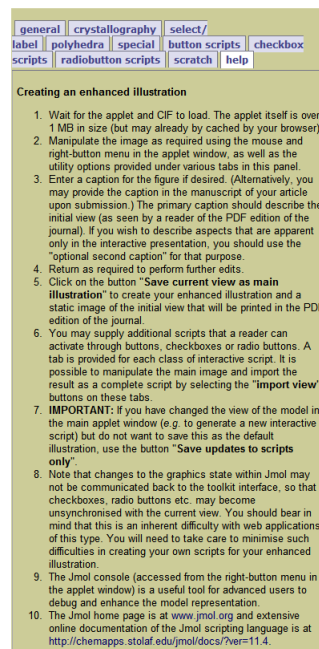 general crystallography select/
label polyhedra special button scripts checkbox
scripts radiobutton scripts scratch help
Creating an enhanced illustration
1. Wait for the applet and CIF to load. The applet itself is over
1 MB in size (but may already by cached by your browser)
2. Manipulate the image as required using the mouse and
right-button menu in the applet window, as well as the
utility options provided under various tabs in this panel.
3. Enter a caption for the figure if desired. (Alternatively, you
may provide the caption in the manuscript of your article
upon submission.) The primary caption should describe the
initial view (as seen by a reader of the PDF edition of the
journal). If you wish to describe aspects that are apparent
only in the interactive presentation, you should use the
"optional second caption" for that purpose.
4. Return as required to perform further edits.
5. Click on the button "Save current view as main
illustration" to create your enhanced illustration and a
static image of the initial view that will be printed in the PD
edition of the journal.
6. You may supply additional scripts that a reader can
activate through buttons, checkboxes or radio buttons. A
tab is provided for each class of interactive script. It is
possible to manipulate the main image and import the
result as a complete script by selecting the "import view"
buttons on these tabs.
7. IMPORTANT: If you have changed the view of the model in
the main applet window (e.g. to generate a new interactive
script) but do not want to save this as the default
illustration, use the button "Save updates to scripts
only".
8. Note that changes to the graphics state within Jmol may
not be communicated back to the toolkit interface, so that
checkboxes, radio buttons etc. may become
unsynchronised with the current view. You should bear in
mind that this is an inherent difficulty with web applications
of this type. You will need to take care to minimise such
difficulties in creating your own scripts for your enhanced
illustration.
9. The Jmol console (accessed from the right-button menu in
the applet window) is a useful tool for advanced users to
debug and enhance the model representation.
10. The Jmol home page is at www.jmol.org and extensive
online documentation of the Jmol scripting language is at
http://chemapps.stolaf.edu/jmol/docs/?ver=11.4.